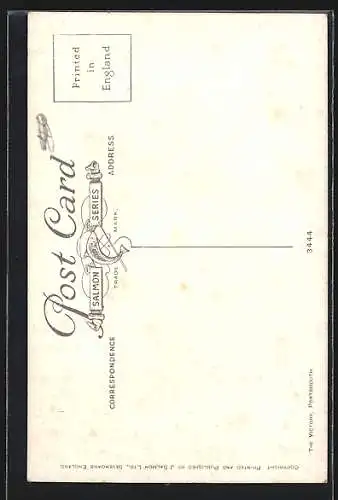 Printed
in
England
Post Card
SALMON SERIES
TRADE MARK.
CORRESPONDENCE
ADDRESS
3444
THE VICTORY, PORTSMOUTH
COPYRIGHT PRINTED AND PUBLISHED BY J SALMON LTD., SEVENOAKS ENGLAND